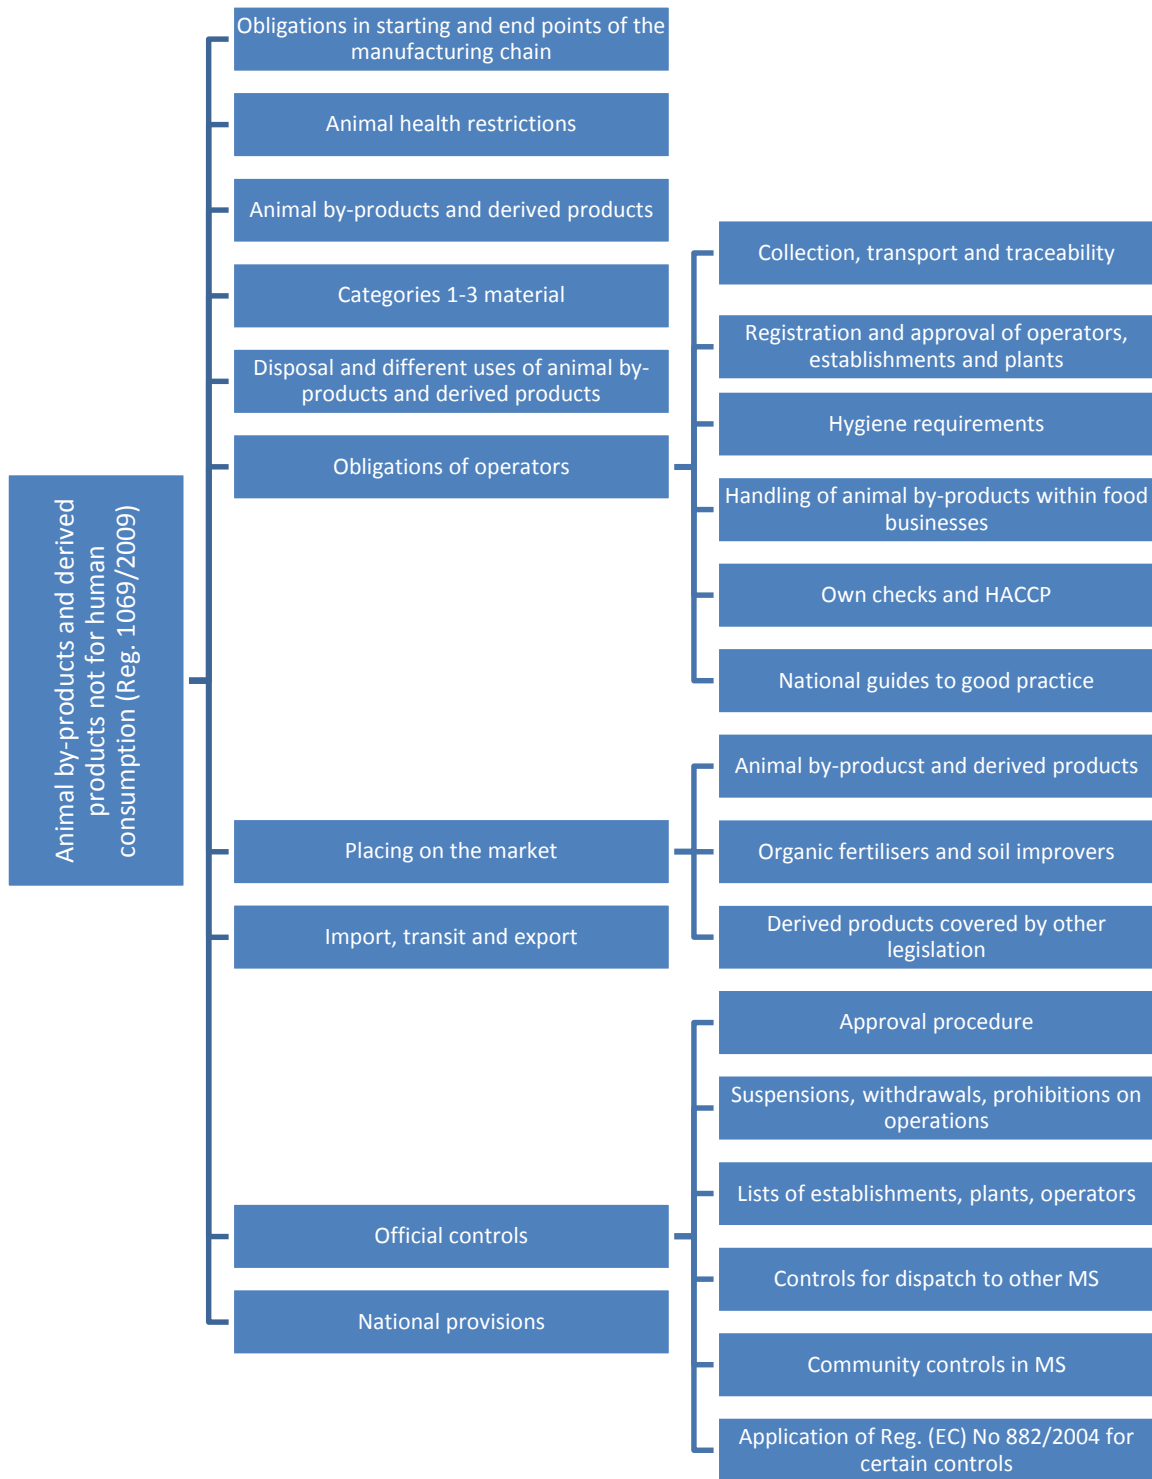 Animal by-products and derived
products not for human
consumption (Reg. 1069/2009)
Obligations in starting and end points of the
manufacturing chain
Animal health restrictions
Animal by-products and derived products
Categories 1-3 material
Disposal and different uses of animal by-
products and derived products
Obligations of operators
Collection, transport and traceability
Registration and approval of operators,
establishments and plants
Hygiene requirements
Handling of animal by-products within food
businesses
Own checks and HACCP
National guides to good practice
Placing on the market
Animal by-producst and derived products
Organic fertilisers and soil improvers
Derived products covered by other
legislation
Import, transit and export
Official controls
Approval procedure
Suspensions, withdrawals, prohibitions on
operations
Lists of establishments, plants, operators
Controls for dispatch to other MS
Community controls in MS
Application of Reg. (EC) No 882/2004 for
certain controls
National provisions